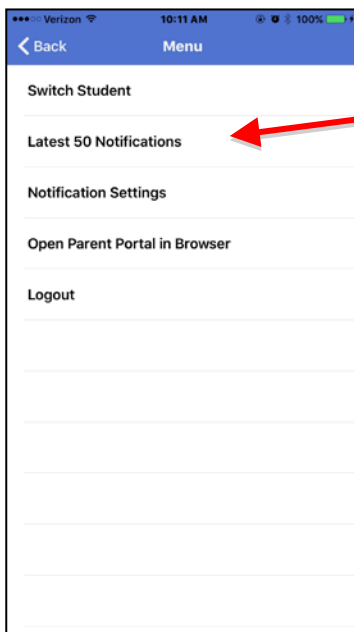 Verizon 10:11 AM 100%
Back Menu
Switch Student
Latest 50 Notifications
Notification Settings
Open Parent Portal in Browser
Logout